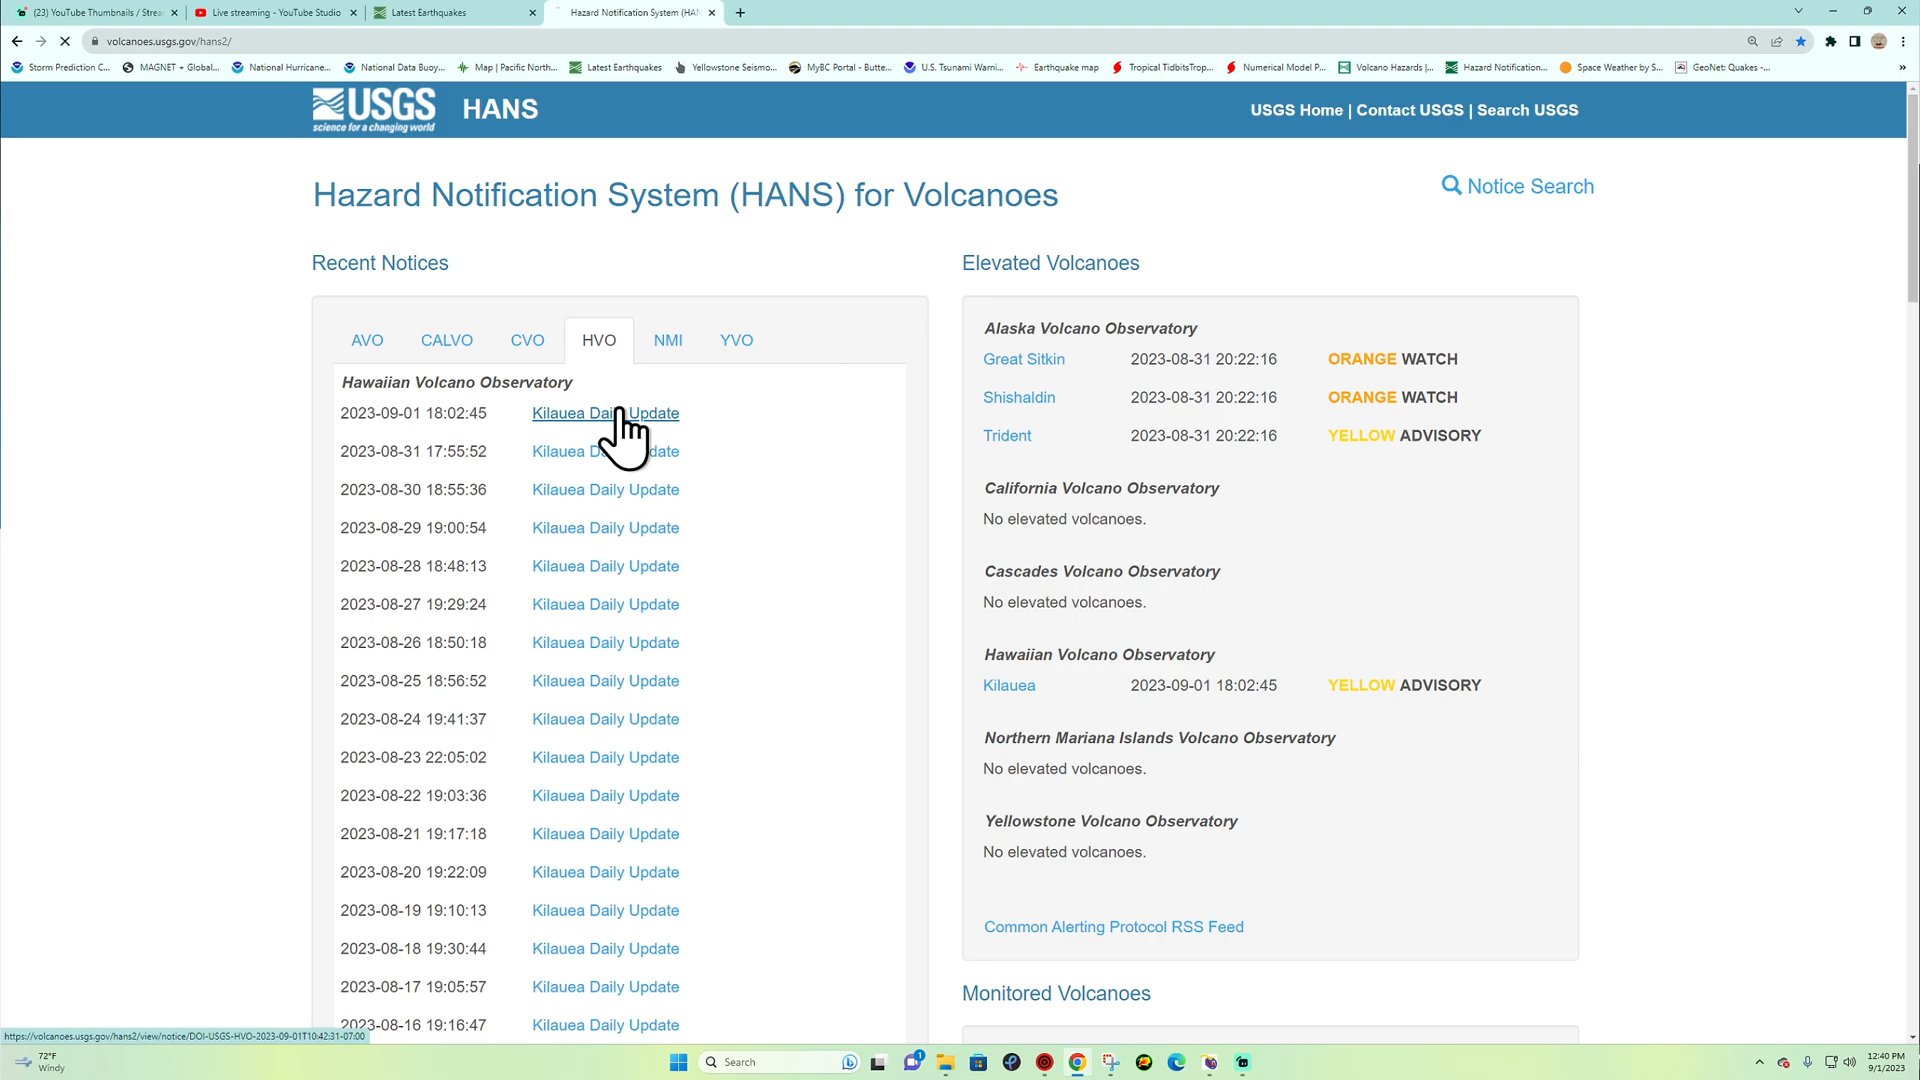 (23) YouTube Thumbnails / Strea
Live streaming - YouTube Studio
Latest Earthquakes
Hazard Notification System (HAN
volcanoes.usgs.gov/hans2/
Storm Prediction C...
MAGNET + Global...
National Hurricane...
National Data Buoy...
Map | Pacific North...
Latest Earthquakes
Yellowstone Seismo...
MyBC Portal - Butte...
U.S. Tsunami Warni...
Earthquake map
Tropical TidbitsTrop...
Numerical Model P...
Volcano Hazards |...
Hazard Notification...
Space Weather by S...
GeoNet: Quakes -...
USGS
science for a changing world
HANS
USGS Home | Contact USGS | Search USGS
Hazard Notification System (HANS) for Volcanoes
Notice Search
Recent Notices
AVO CALVO CVO HVO NMI YVO
Hawaiian Volcano Observatory
2023-09-01 18:02:45 Kilauea Daily Update
2023-08-31 17:55:52 Kilauea
2023-08-30 18:55:36 Kilauea Daily Update
2023-08-29 19:00:54 Kilauea Daily Update
2023-08-28 18:48:13 Kilauea Daily Update
2023-08-27 19:29:24 Kilauea Daily Update
2023-08-26 18:50:18 Kilauea Daily Update
2023-08-25 18:56:52 Kilauea Daily Update
2023-08-24 19:41:37 Kilauea Daily Update
2023-08-23 22:05:02 Kilauea Daily Update
2023-08-22 19:03:36 Kilauea Daily Update
2023-08-21 19:17:18 Kilauea Daily Update
2023-08-20 19:22:09 Kilauea Daily Update
2023-08-19 19:10:13 Kilauea Daily Update
2023-08-18 19:30:44 Kilauea Daily Update
2023-08-17 19:05:57 Kilauea Daily Update
2023-08-16 19:16:47 Kilauea Daily Update
Elevated Volcanoes
Alaska Volcano Observatory
Great Sitkin 2023-08-31 20:22:16 ORANGE WATCH
Shishaldin 2023-08-31 20:22:16 ORANGE WATCH
Trident 2023-08-31 20:22:16 YELLOW ADVISORY
California Volcano Observatory
No elevated volcanoes.
Cascades Volcano Observatory
No elevated volcanoes.
Hawaiian Volcano Observatory
Kilauea 2023-09-01 18:02:45 YELLOW ADVISORY
Northern Mariana Islands Volcano Observatory
No elevated volcanoes.
Yellowstone Volcano Observatory
No elevated volcanoes.
Common Alerting Protocol RSS Feed
Monitored Volcanoes
https://volcanoes.usgs.gov/hans2/view/notice/DOI-USGS-HVO-2023-09-01T10:42:31-07:00
72°F
Windy
Search
1
12:40 PM
9/1/2023